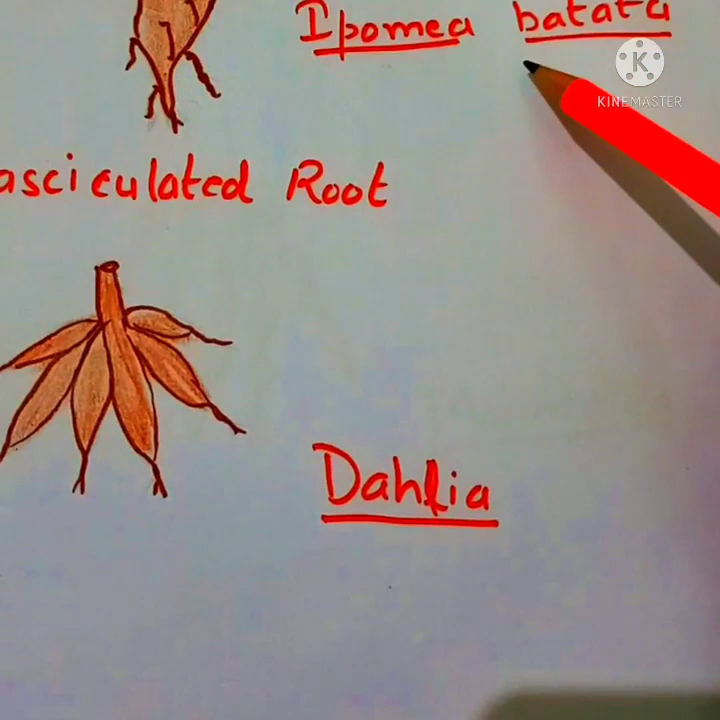 Ipomea batata
K
KINEMASTER
asciculated Root
Dahlia